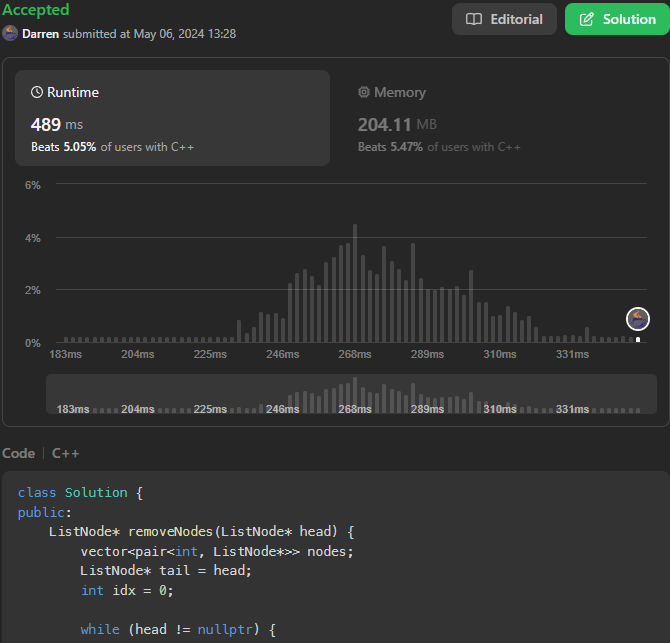 Accepted
Editorial
Solution
Darren submitted at May 06, 2024 13:28
Runtime
Memory
489 ms
204.11 MB
Beats 5.05% of users with C++
Beats 5.47% of users with C++
6%
4%
2%
0%
183ms 204ms 225ms 246ms 268ms 289ms 310ms 331ms
183ms 204ms 225ms 246ms 268ms 289ms 310ms 331ms
Code | C++
class Solution {
public:
    ListNode* removeNodes(ListNode* head) {
        vector<pair<int, ListNode*>> nodes;
        ListNode* tail = head;
        int idx = 0;

        while (head != nullptr) {